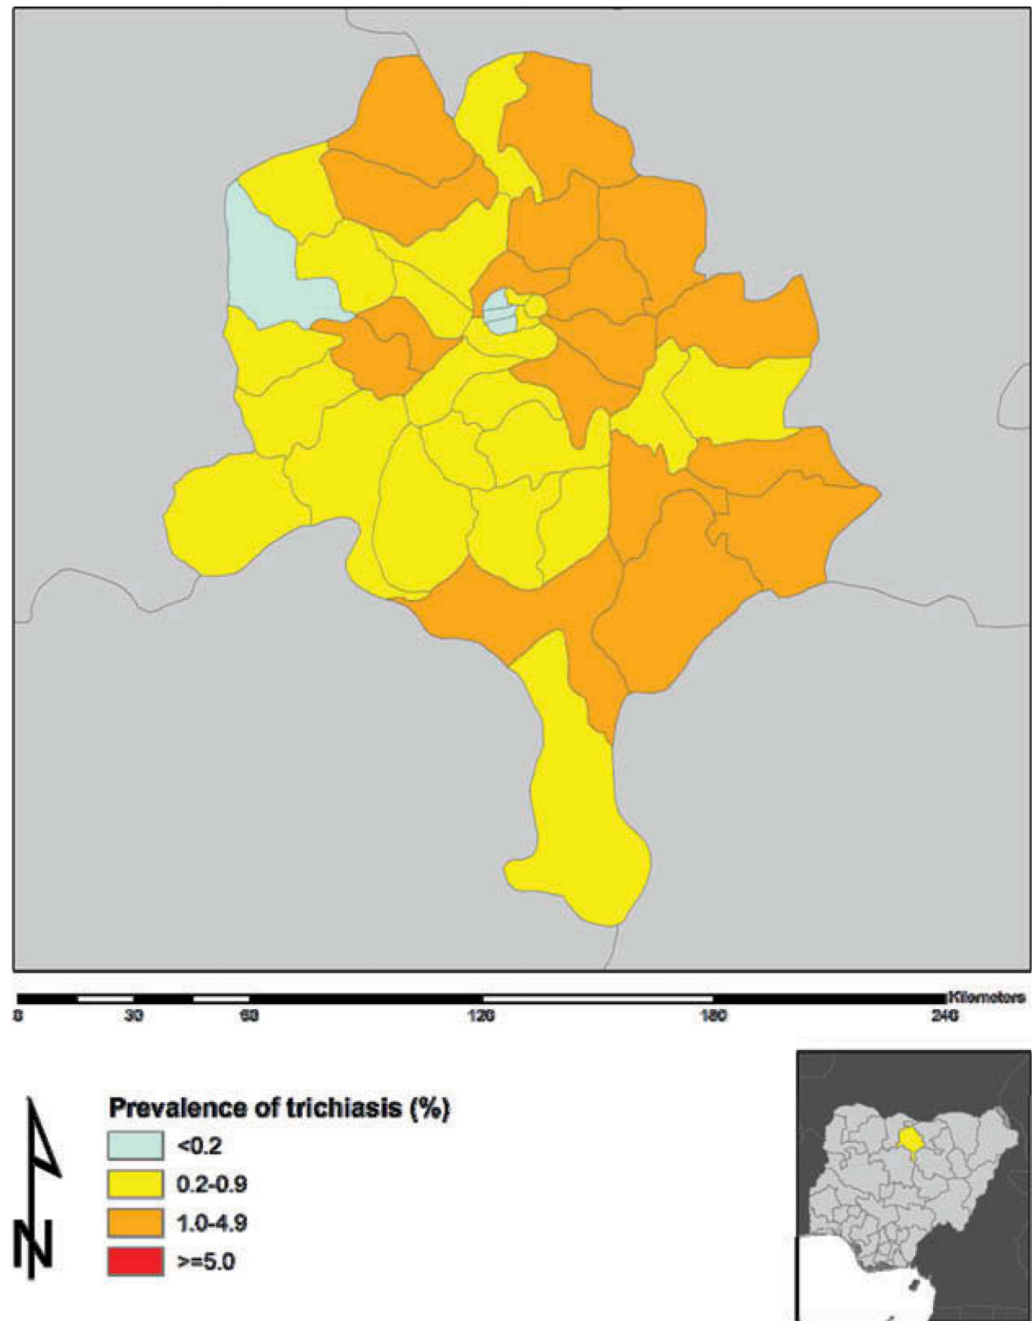 Kilometers
0 30 60 120 180 240
Prevalence of trichiasis (%)
<0.2
0.2-0.9
1.0-4.9
>=5.0
N